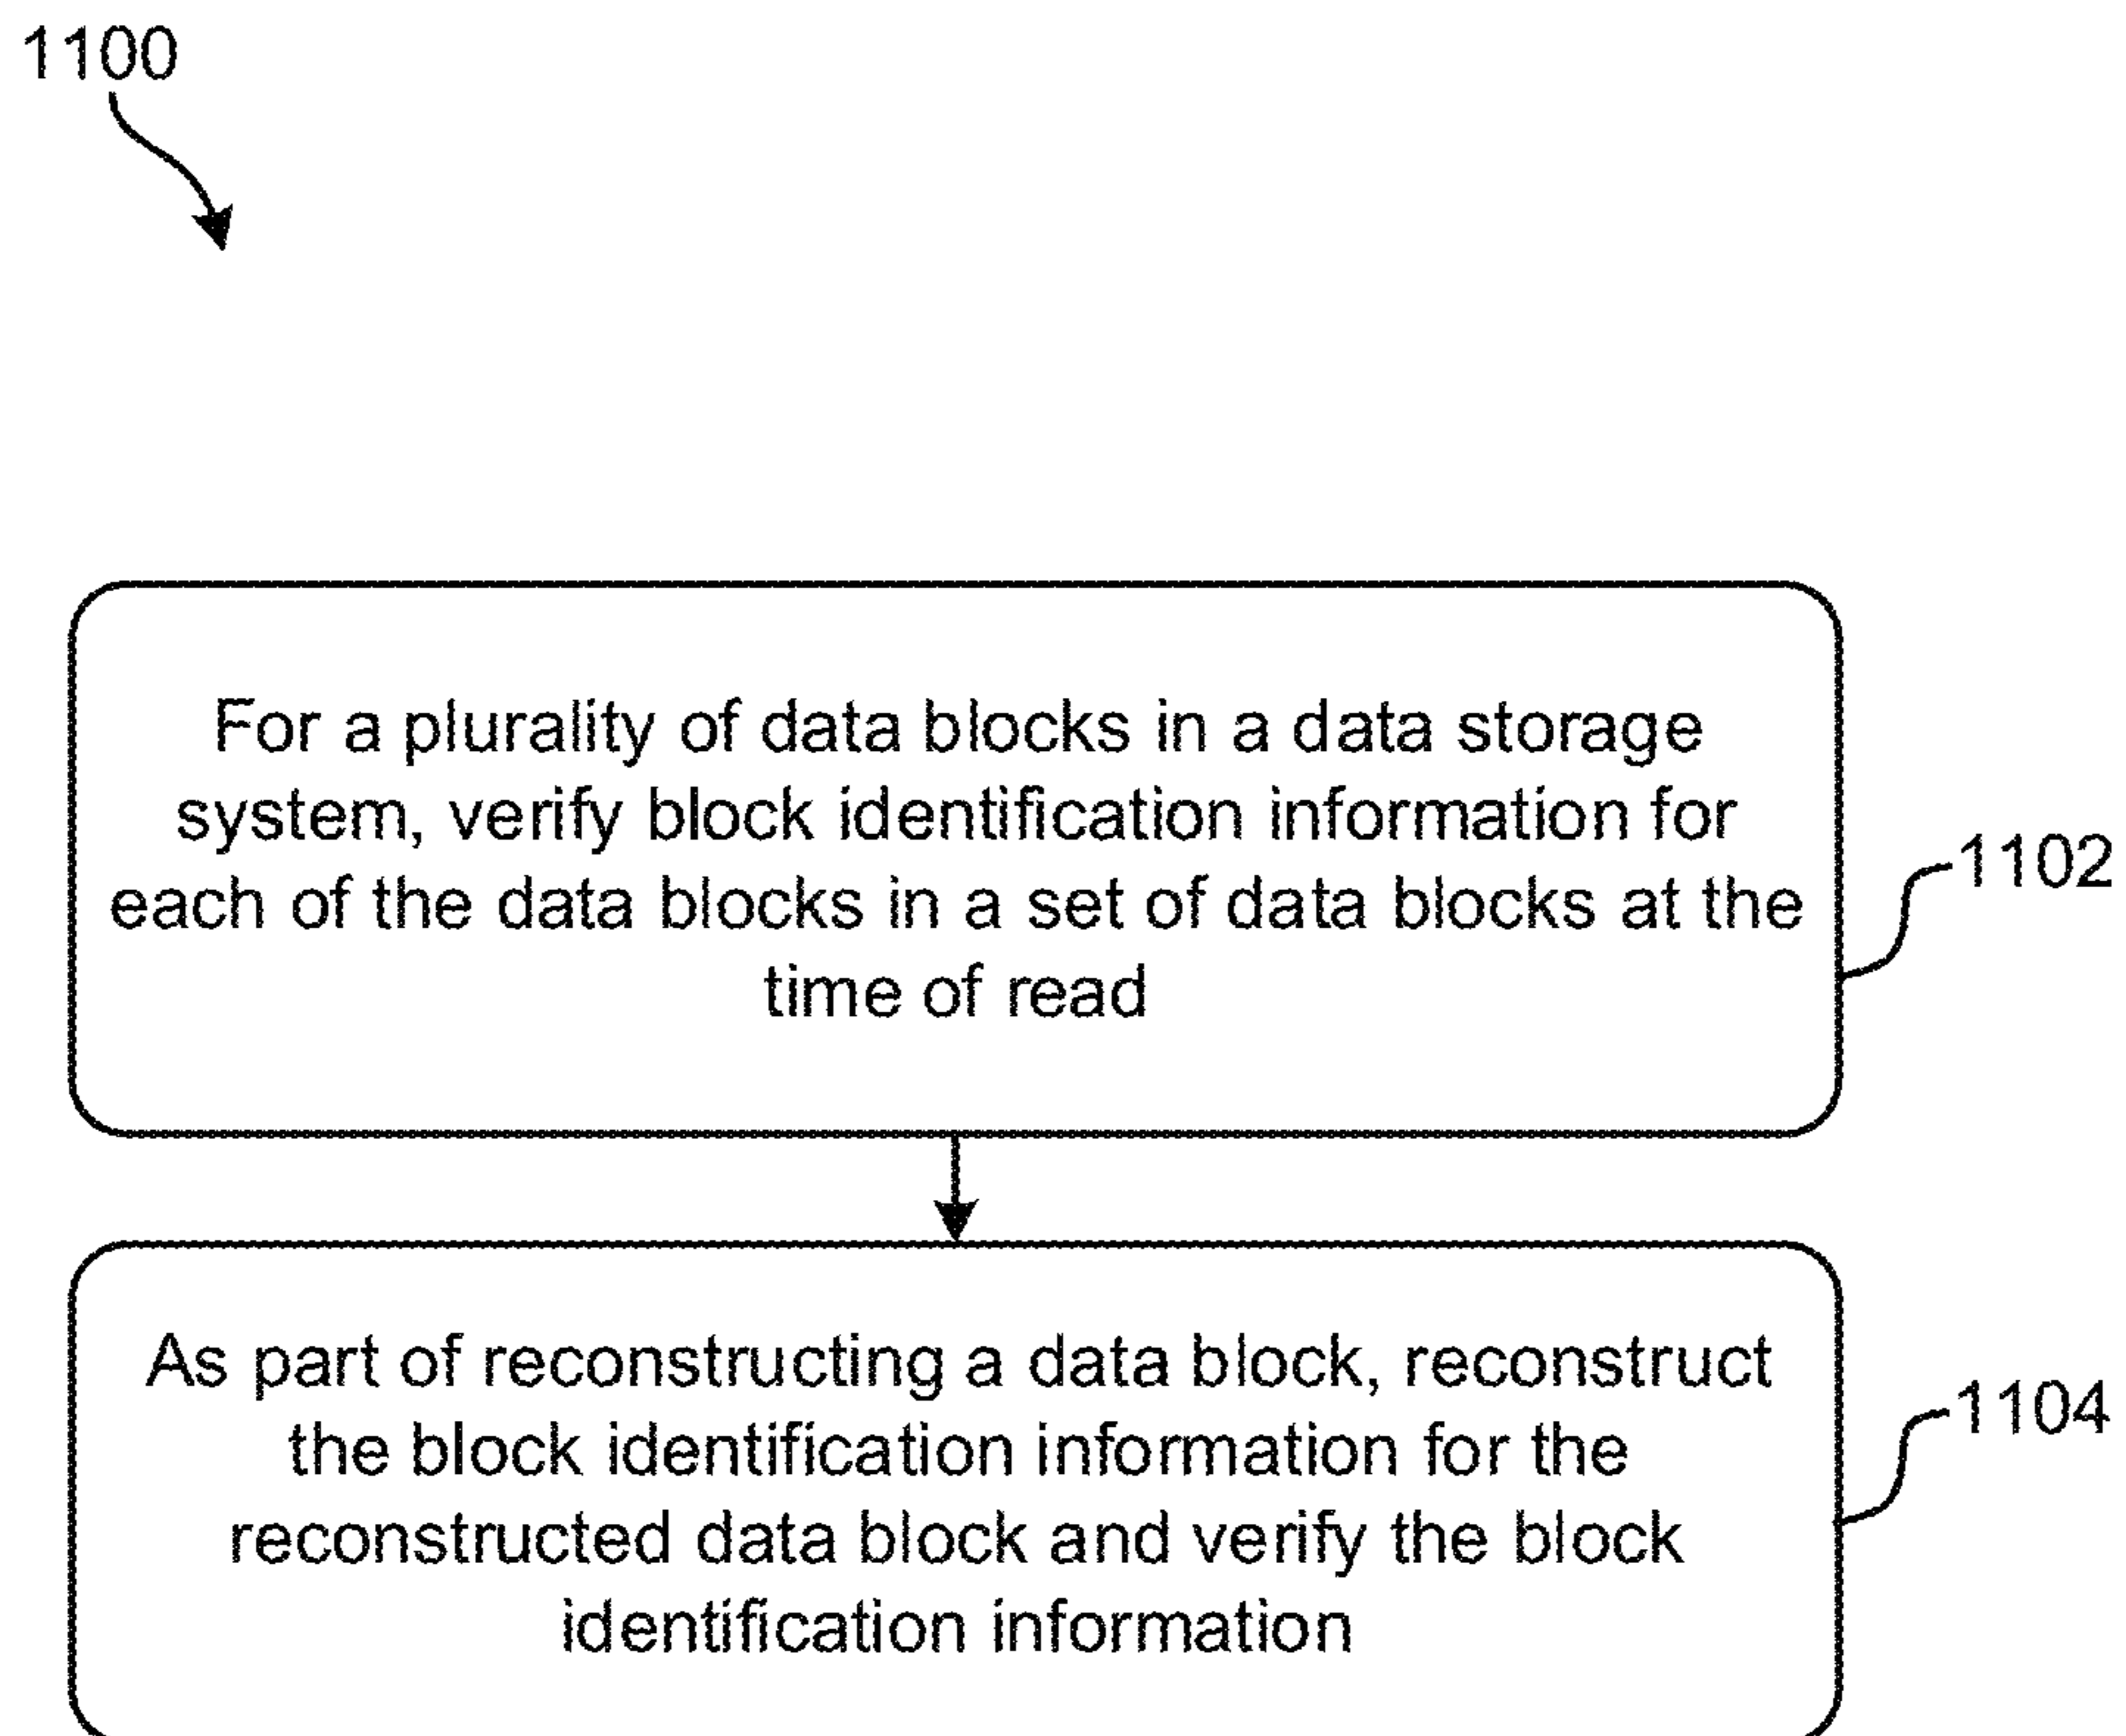 1100
For a plurality of data blocks in a data storage
system, verify block identification information for
each of the data blocks in a set of data blocks at the
time of read
1102
As part of reconstructing a data block, reconstruct
the block identification information for the
reconstructed data block and verify the block
identification information
1104